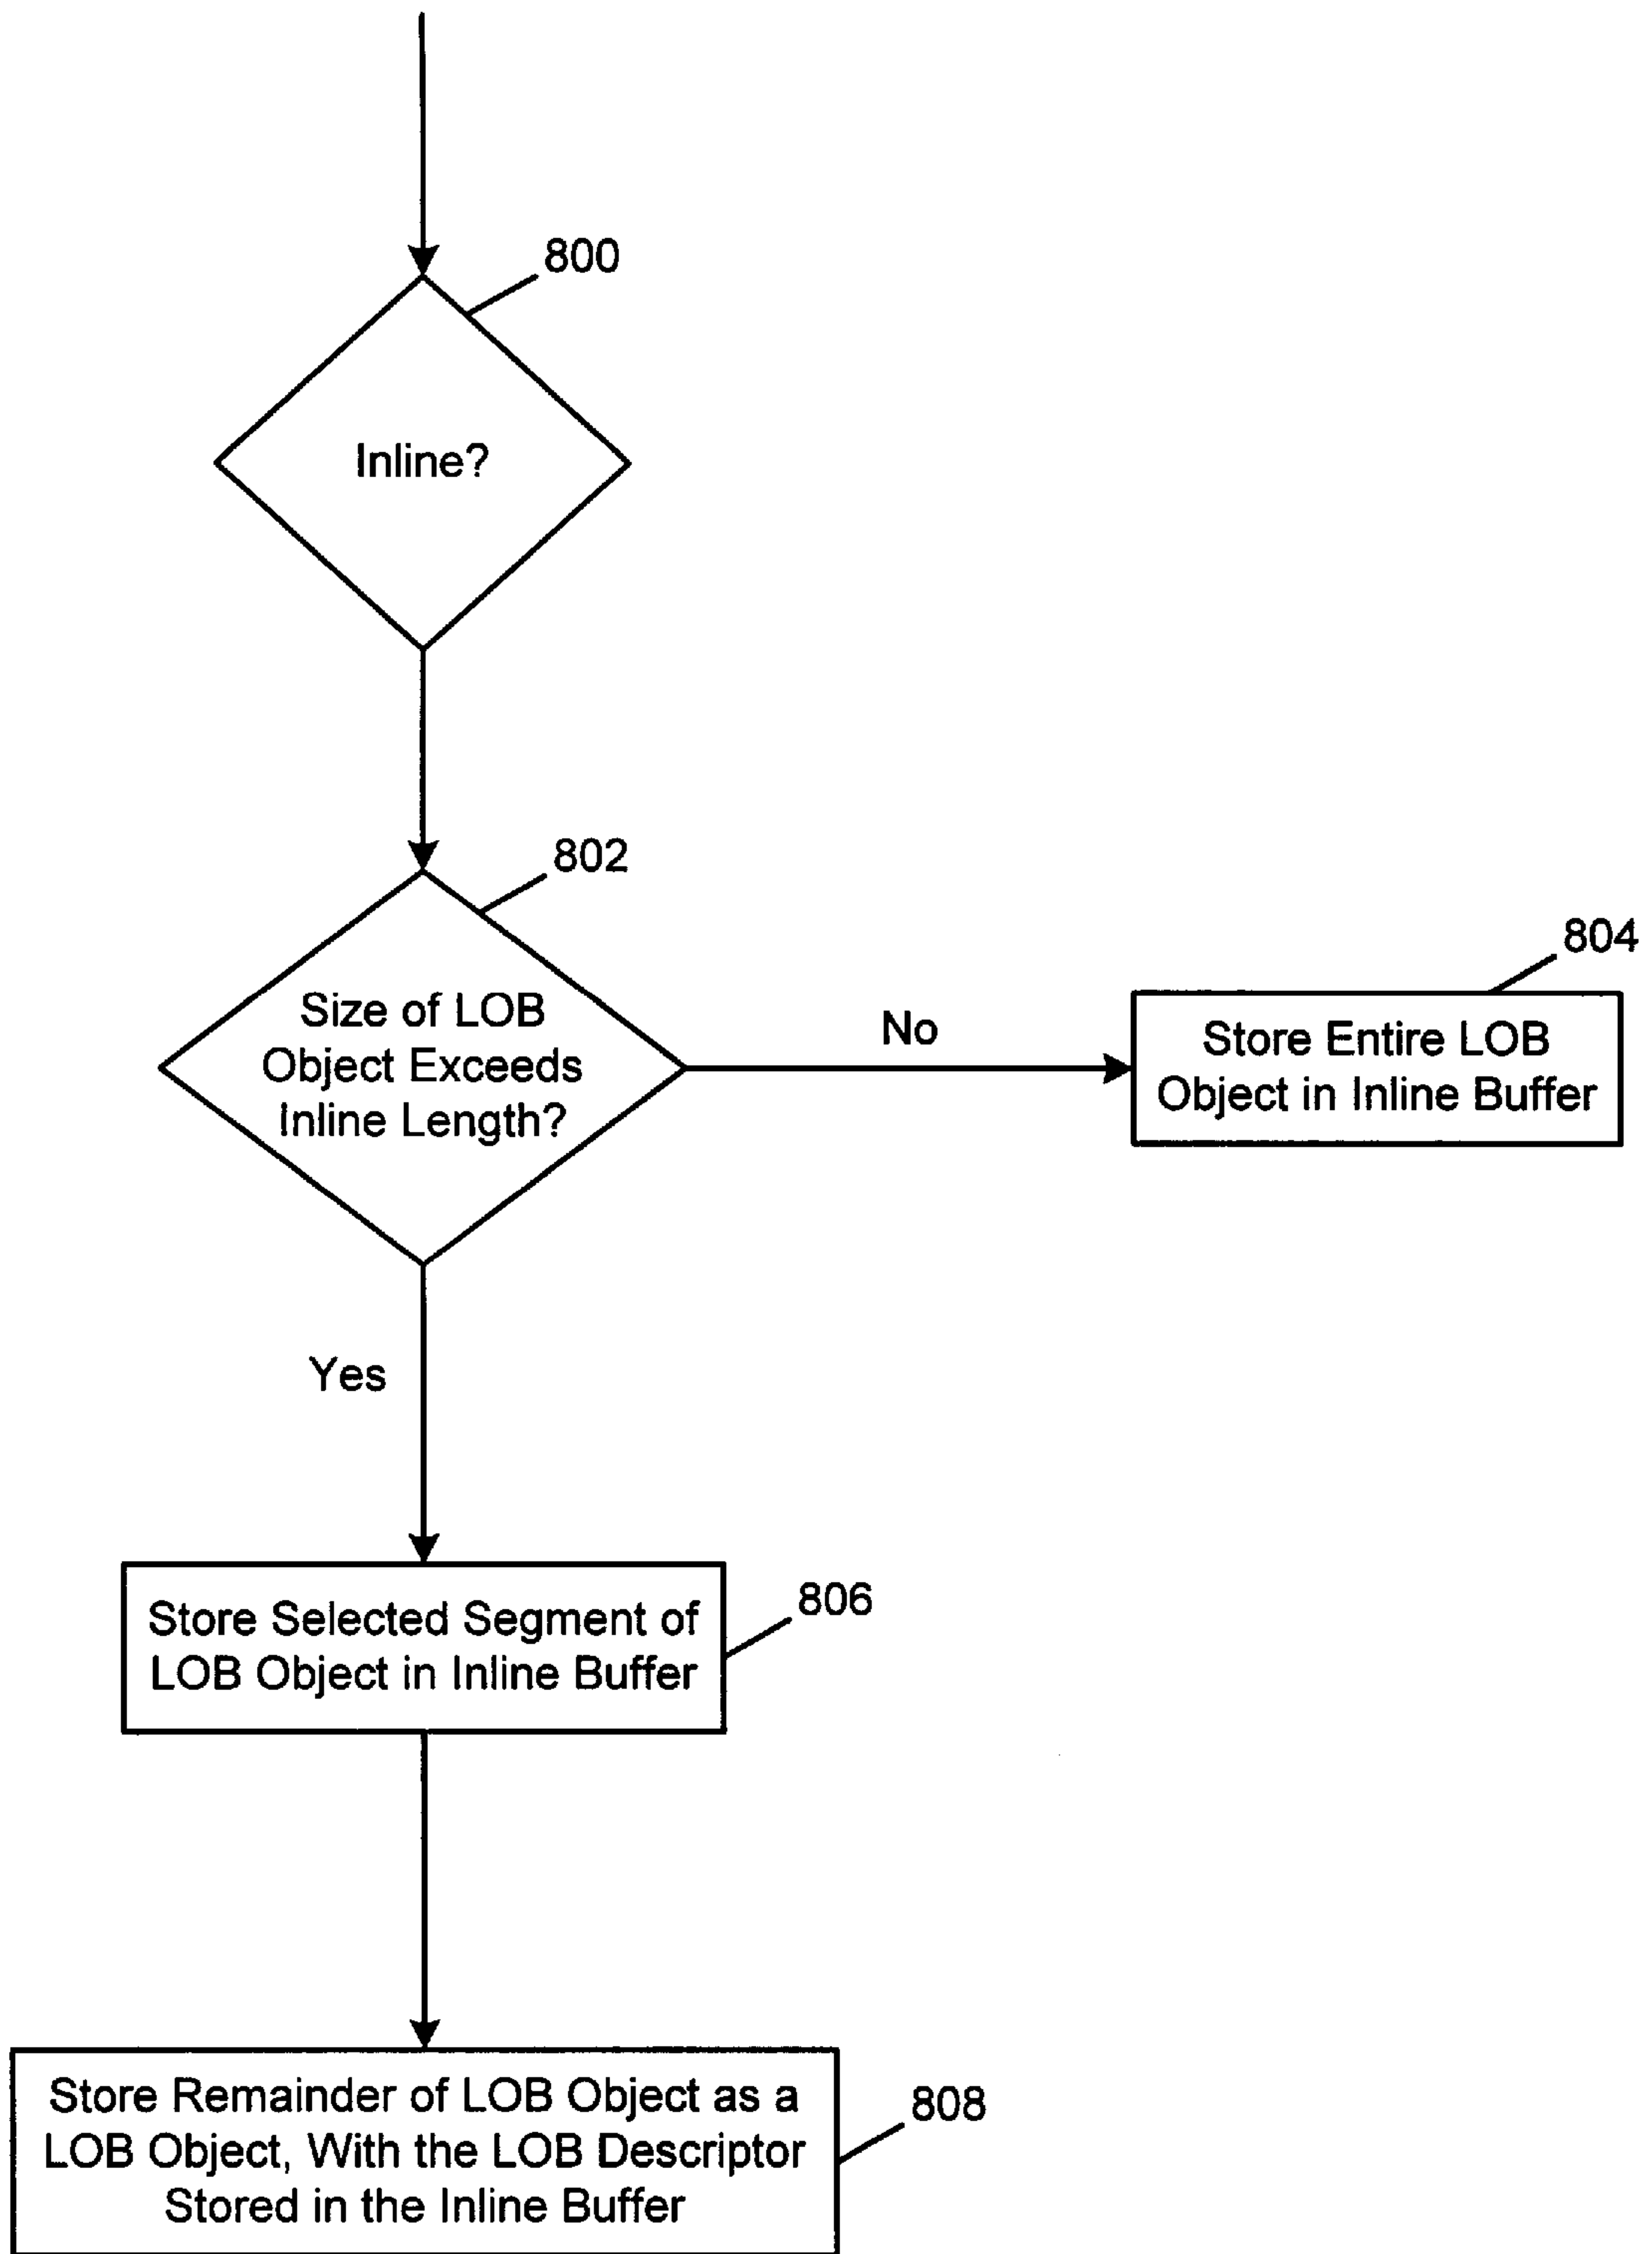 800
Inline?
802
Size of LOB
Object Exceeds
Inline Length?
No
804
Store Entire LOB
Object in Inline Buffer
Yes
806
Store Selected Segment of
LOB Object in Inline Buffer
808
Store Remainder of LOB Object as a
LOB Object, With the LOB Descriptor
Stored in the Inline Buffer